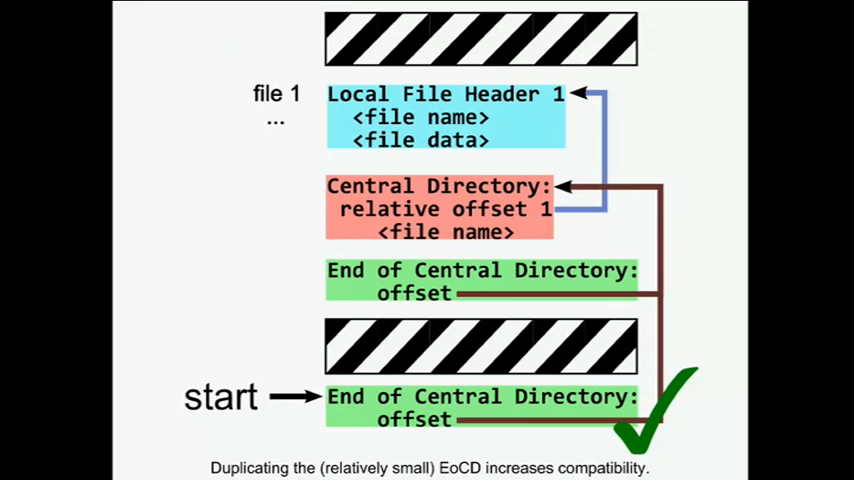 file 1
...
Local File Header 1
<file name>
<file data>
Central Directory:
relative offset 1
<file name>
End of Central Directory:
offset
start
End of Central Directory:
offset
Duplicating the (relatively small) EoCD increases compatibility.